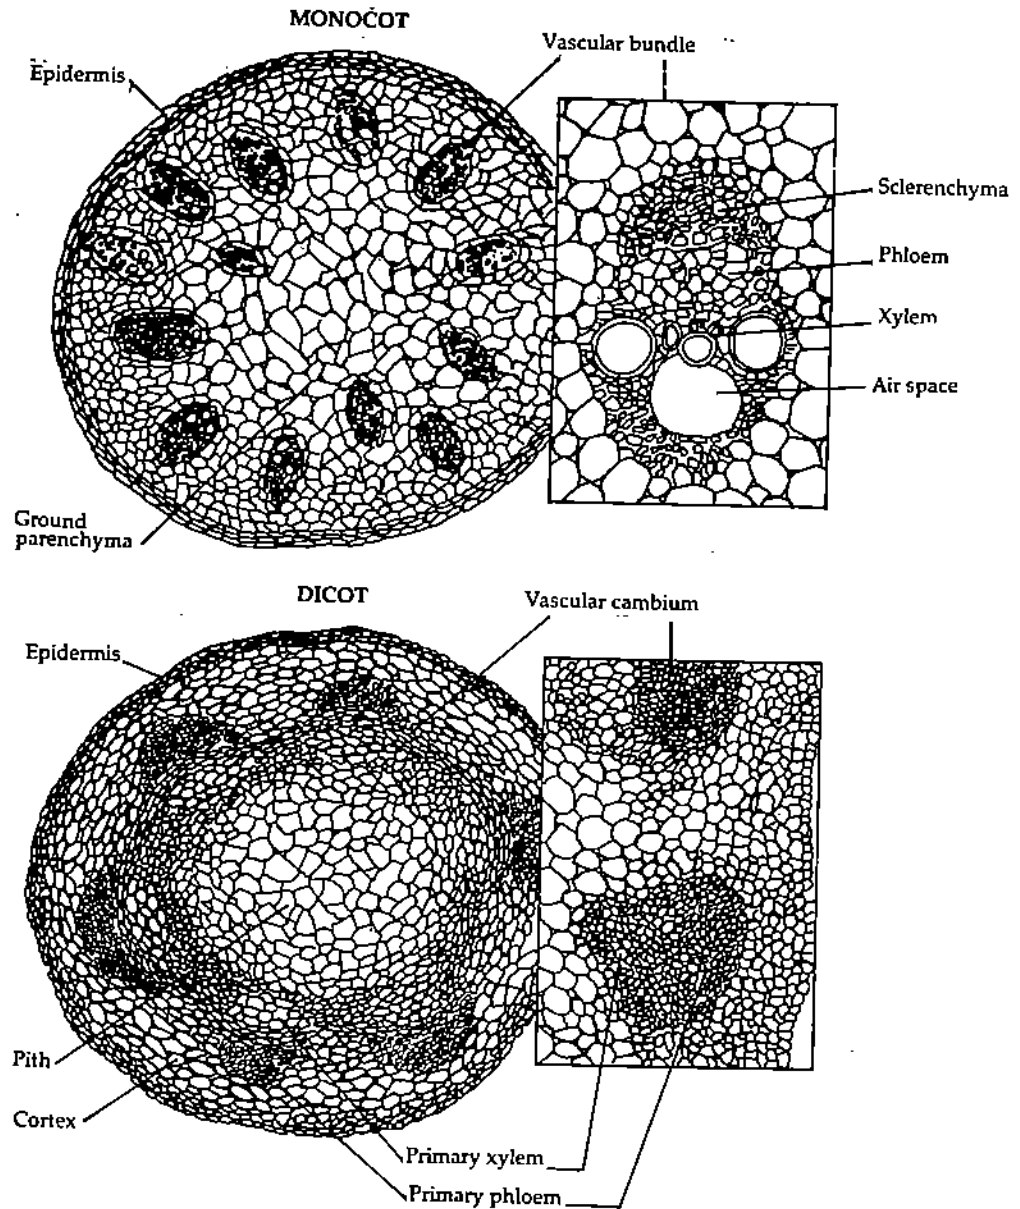 MONOCOT
Vascular bundle
Epidermis
Sclerenchyma
Phloem
Xylem
Air space
Ground
parenchyma
DICOT
Vascular cambium
Epidermis
Pith
Cortex
Primary xylem
Primary phloem